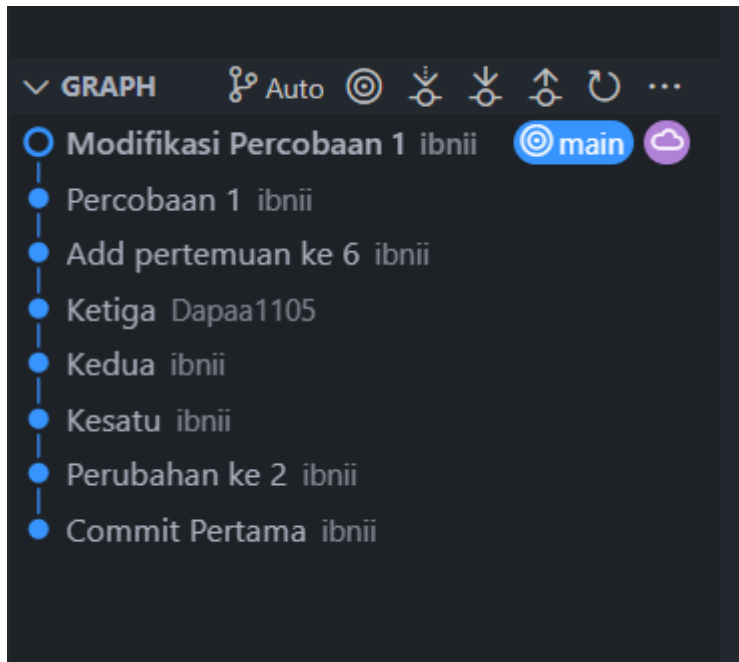 GRAPH Auto
Modifikasi Percobaan 1 ibnii main
Percobaan 1 ibnii
Add pertemuan ke 6 ibnii
Ketiga Dapaa1105
Kedua ibnii
Kesatu ibnii
Perubahan ke 2 ibnii
Commit Pertama ibnii